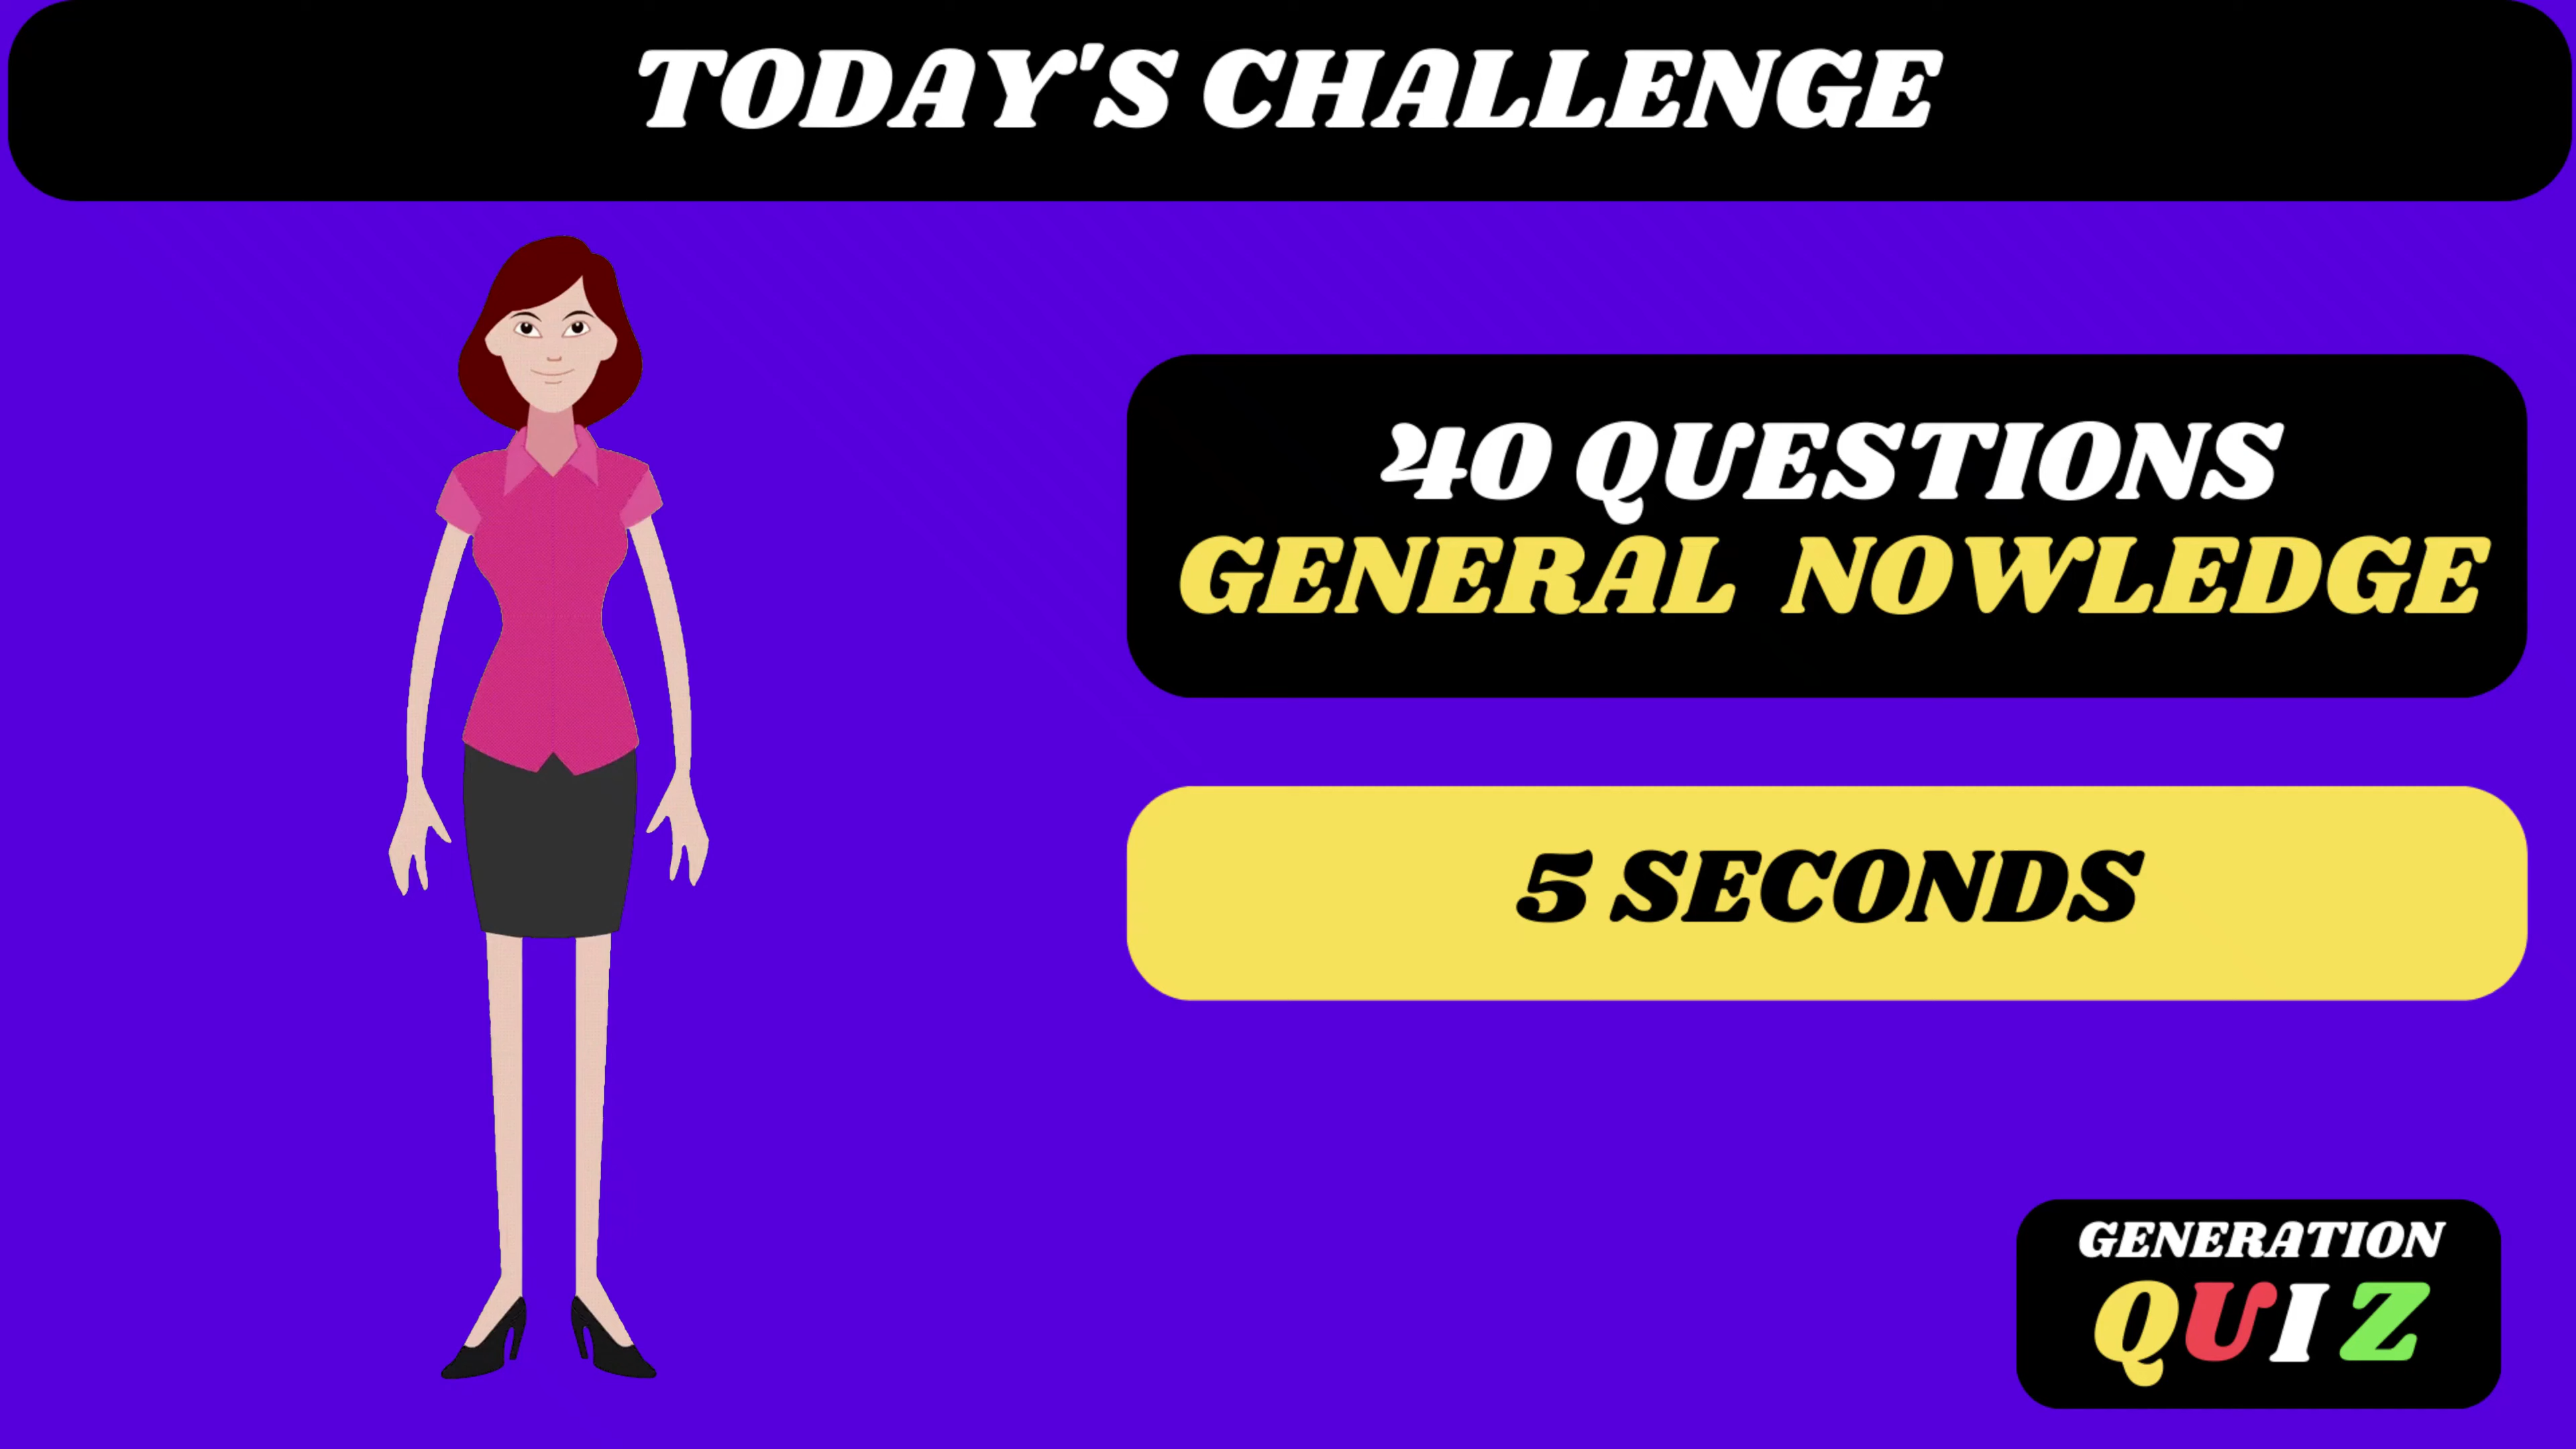 TODAY'S CHALLENGE
40 QUESTIONS
GENERAL NOWLEDGE
5 SECONDS
GENERATION
QUIZ